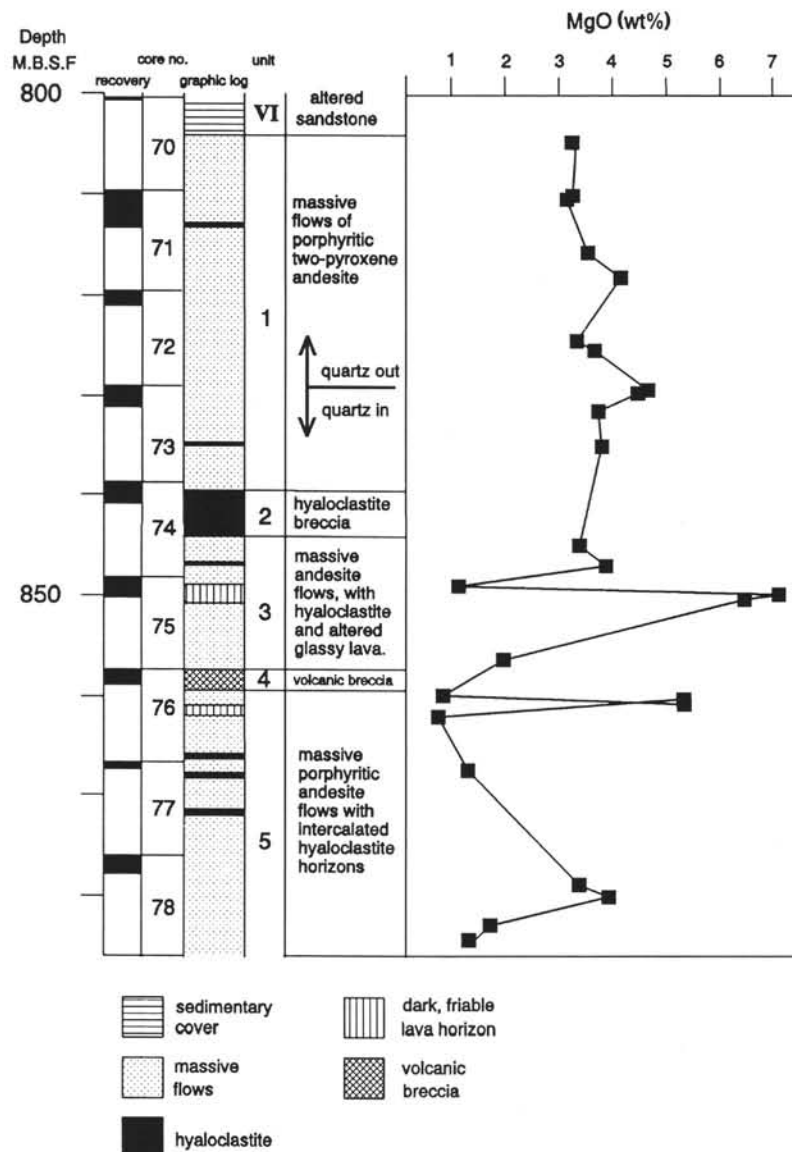 MgO (wt%)
Depth
M.B.S.F
recovery
core no.
graphic log
unit
1 2 3 4 5 6 7
800
VI
altered
sandstone
70
massive
flows of
porphyritic
two-pyroxene
andesite
71
1
72
quartz out
quartz in
73
2
hyaloclastite
breccia
74
massive
andesite
flows, with
hyaloclastite
and altered
glassy lava.
850
3
75
4
volcanic breccia
76
massive
porphyritic
andesite
flows with
intercalated
hyaloclastite
horizons
77
5
78
sedimentary
cover
massive
flows
hyaloclastite
dark, friable
lava horizon
volcanic
breccia